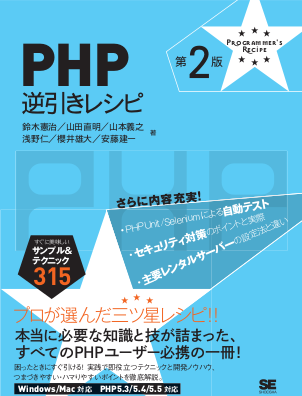 PROGRAMMER'S
RECIPE
PHP
第2版
逆引きレシピ
鈴木憲治/山田直明/山本義之
浅野仁/櫻井雄大/安藤建一 著
さらに内容充実!
・PHPUnit/Seleniumによる自動テスト
・セキュリティ対策のポイントと実際
・主要レンタルサーバーの設定法と違い
すぐに美味しい
サンプル&
テクニック
315
プロが選んだ三ツ星レシピ!!
本当に必要な知識と技が詰まった、
すべてのPHPユーザー必携の一冊!
困ったときにすぐ引ける! 実践で即役立つテクニックと開発ノウハウ、
つまづきやすい・ハマりやすいポイントを徹底解説。
Windows/Mac 対応 PHP5.3/5.4/5.5 対応
SE
SHOEISHA